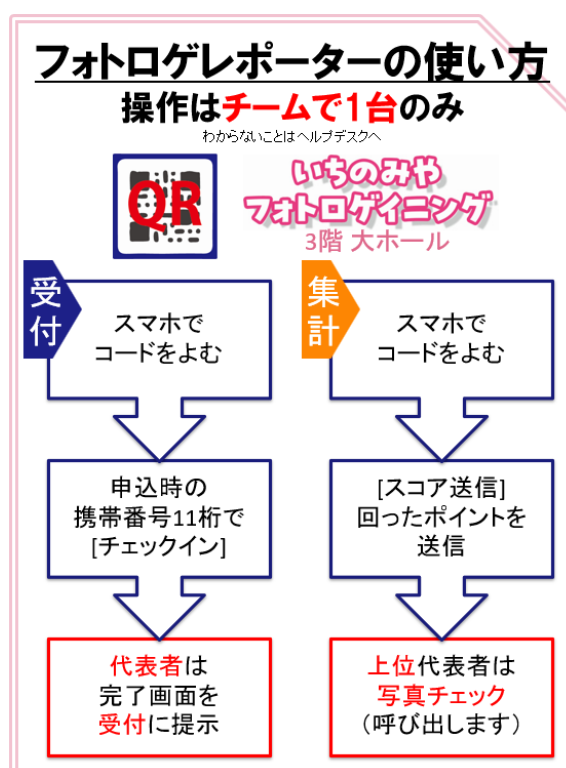 フォトロゲレポーターの使い方
操作はチームで1台のみ
わからないことはヘルプデスクへ
QR
いちのみや
フォトロゲイニング
3階 大ホール
受付
スマホで
コードをよむ
申込時の
携帯番号11桁で
[チェックイン]
代表者は
完了画面を
受付に提示
集計
スマホで
コードをよむ
[スコア送信]
回ったポイントを
送信
上位代表者は
写真チェック
（呼び出します）